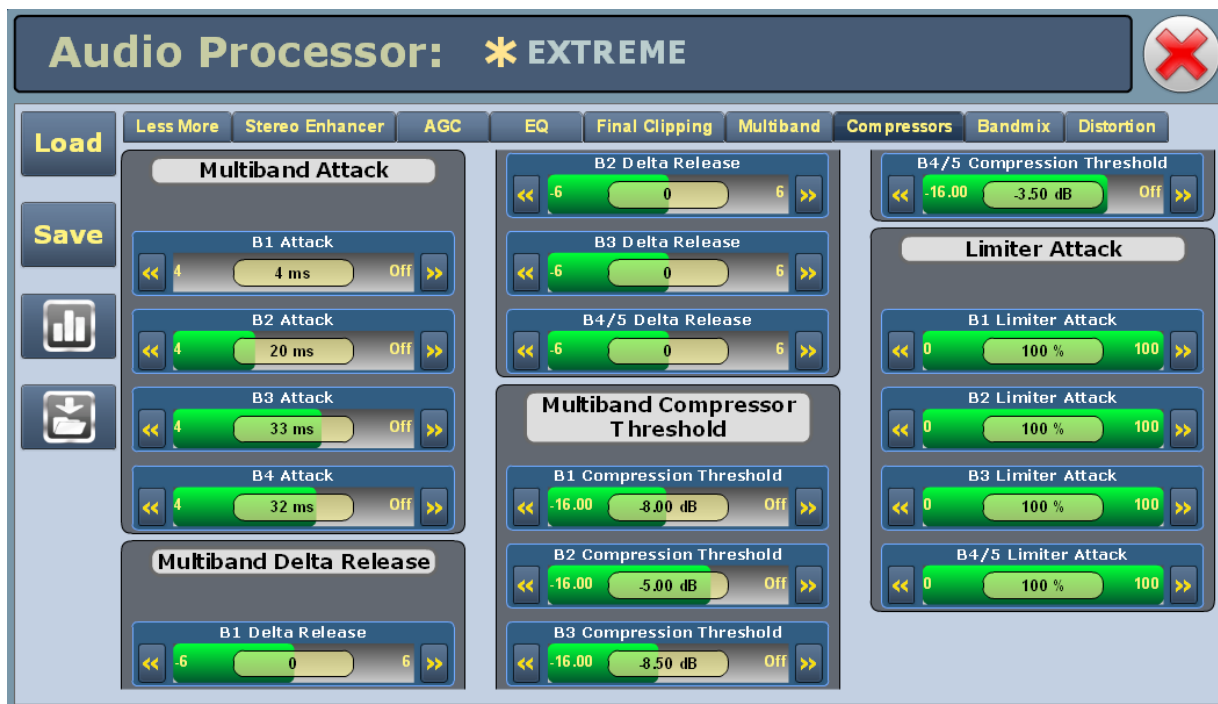 Audio Processor: * EXTREME
Load
Save
Less More Stereo Enhancer AGC EQ Final Clipping Multiband Compressors Bandmix Distortion
Multiband Attack
B1 Attack
« 4 4 ms Off »
B2 Attack
« 4 20 ms Off »
B3 Attack
« 4 33 ms Off »
B4 Attack
« 4 32 ms Off »
Multiband Delta Release
B1 Delta Release
« -6 0 6 »
B2 Delta Release
« -6 0 6 »
B3 Delta Release
« -6 0 6 »
B4/5 Delta Release
« -6 0 6 »
Multiband Compressor
Threshold
B1 Compression Threshold
« -16.00 -8.00 dB Off »
B2 Compression Threshold
« -16.00 -5.00 dB Off »
B3 Compression Threshold
« -16.00 -8.50 dB Off »
B4/5 Compression Threshold
« -16.00 -3.50 dB Off »
Limiter Attack
B1 Limiter Attack
« 0 100 % 100 »
B2 Limiter Attack
« 0 100 % 100 »
B3 Limiter Attack
« 0 100 % 100 »
B4/5 Limiter Attack
« 0 100 % 100 »